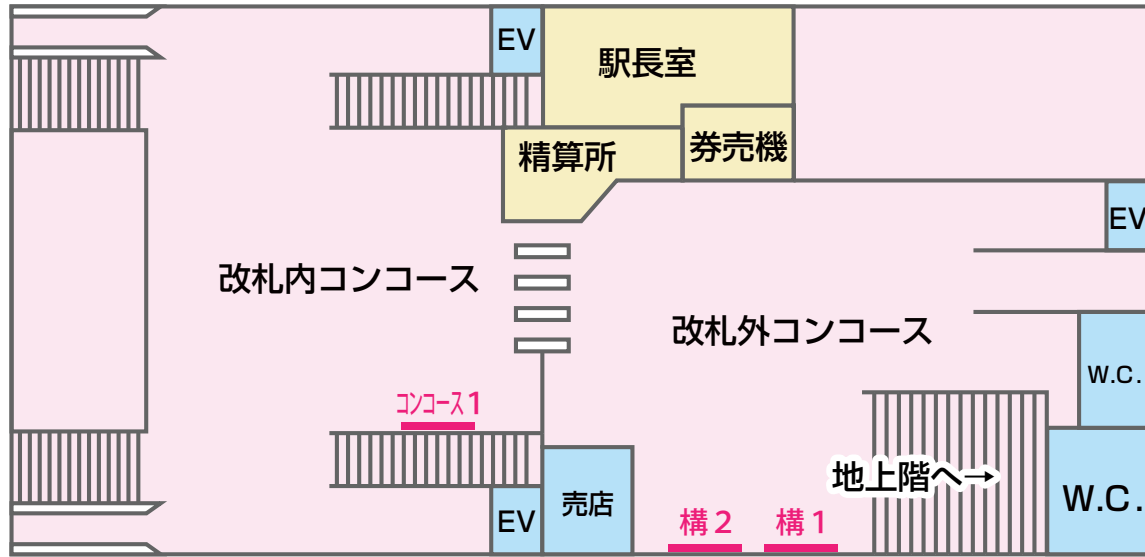 EV
駅長室
精算所
券売機
EV
改札内コンコース
改札外コンコース
W.C.
コンコース1
地上階へ→
EV
売店
W.C.
構2
構1